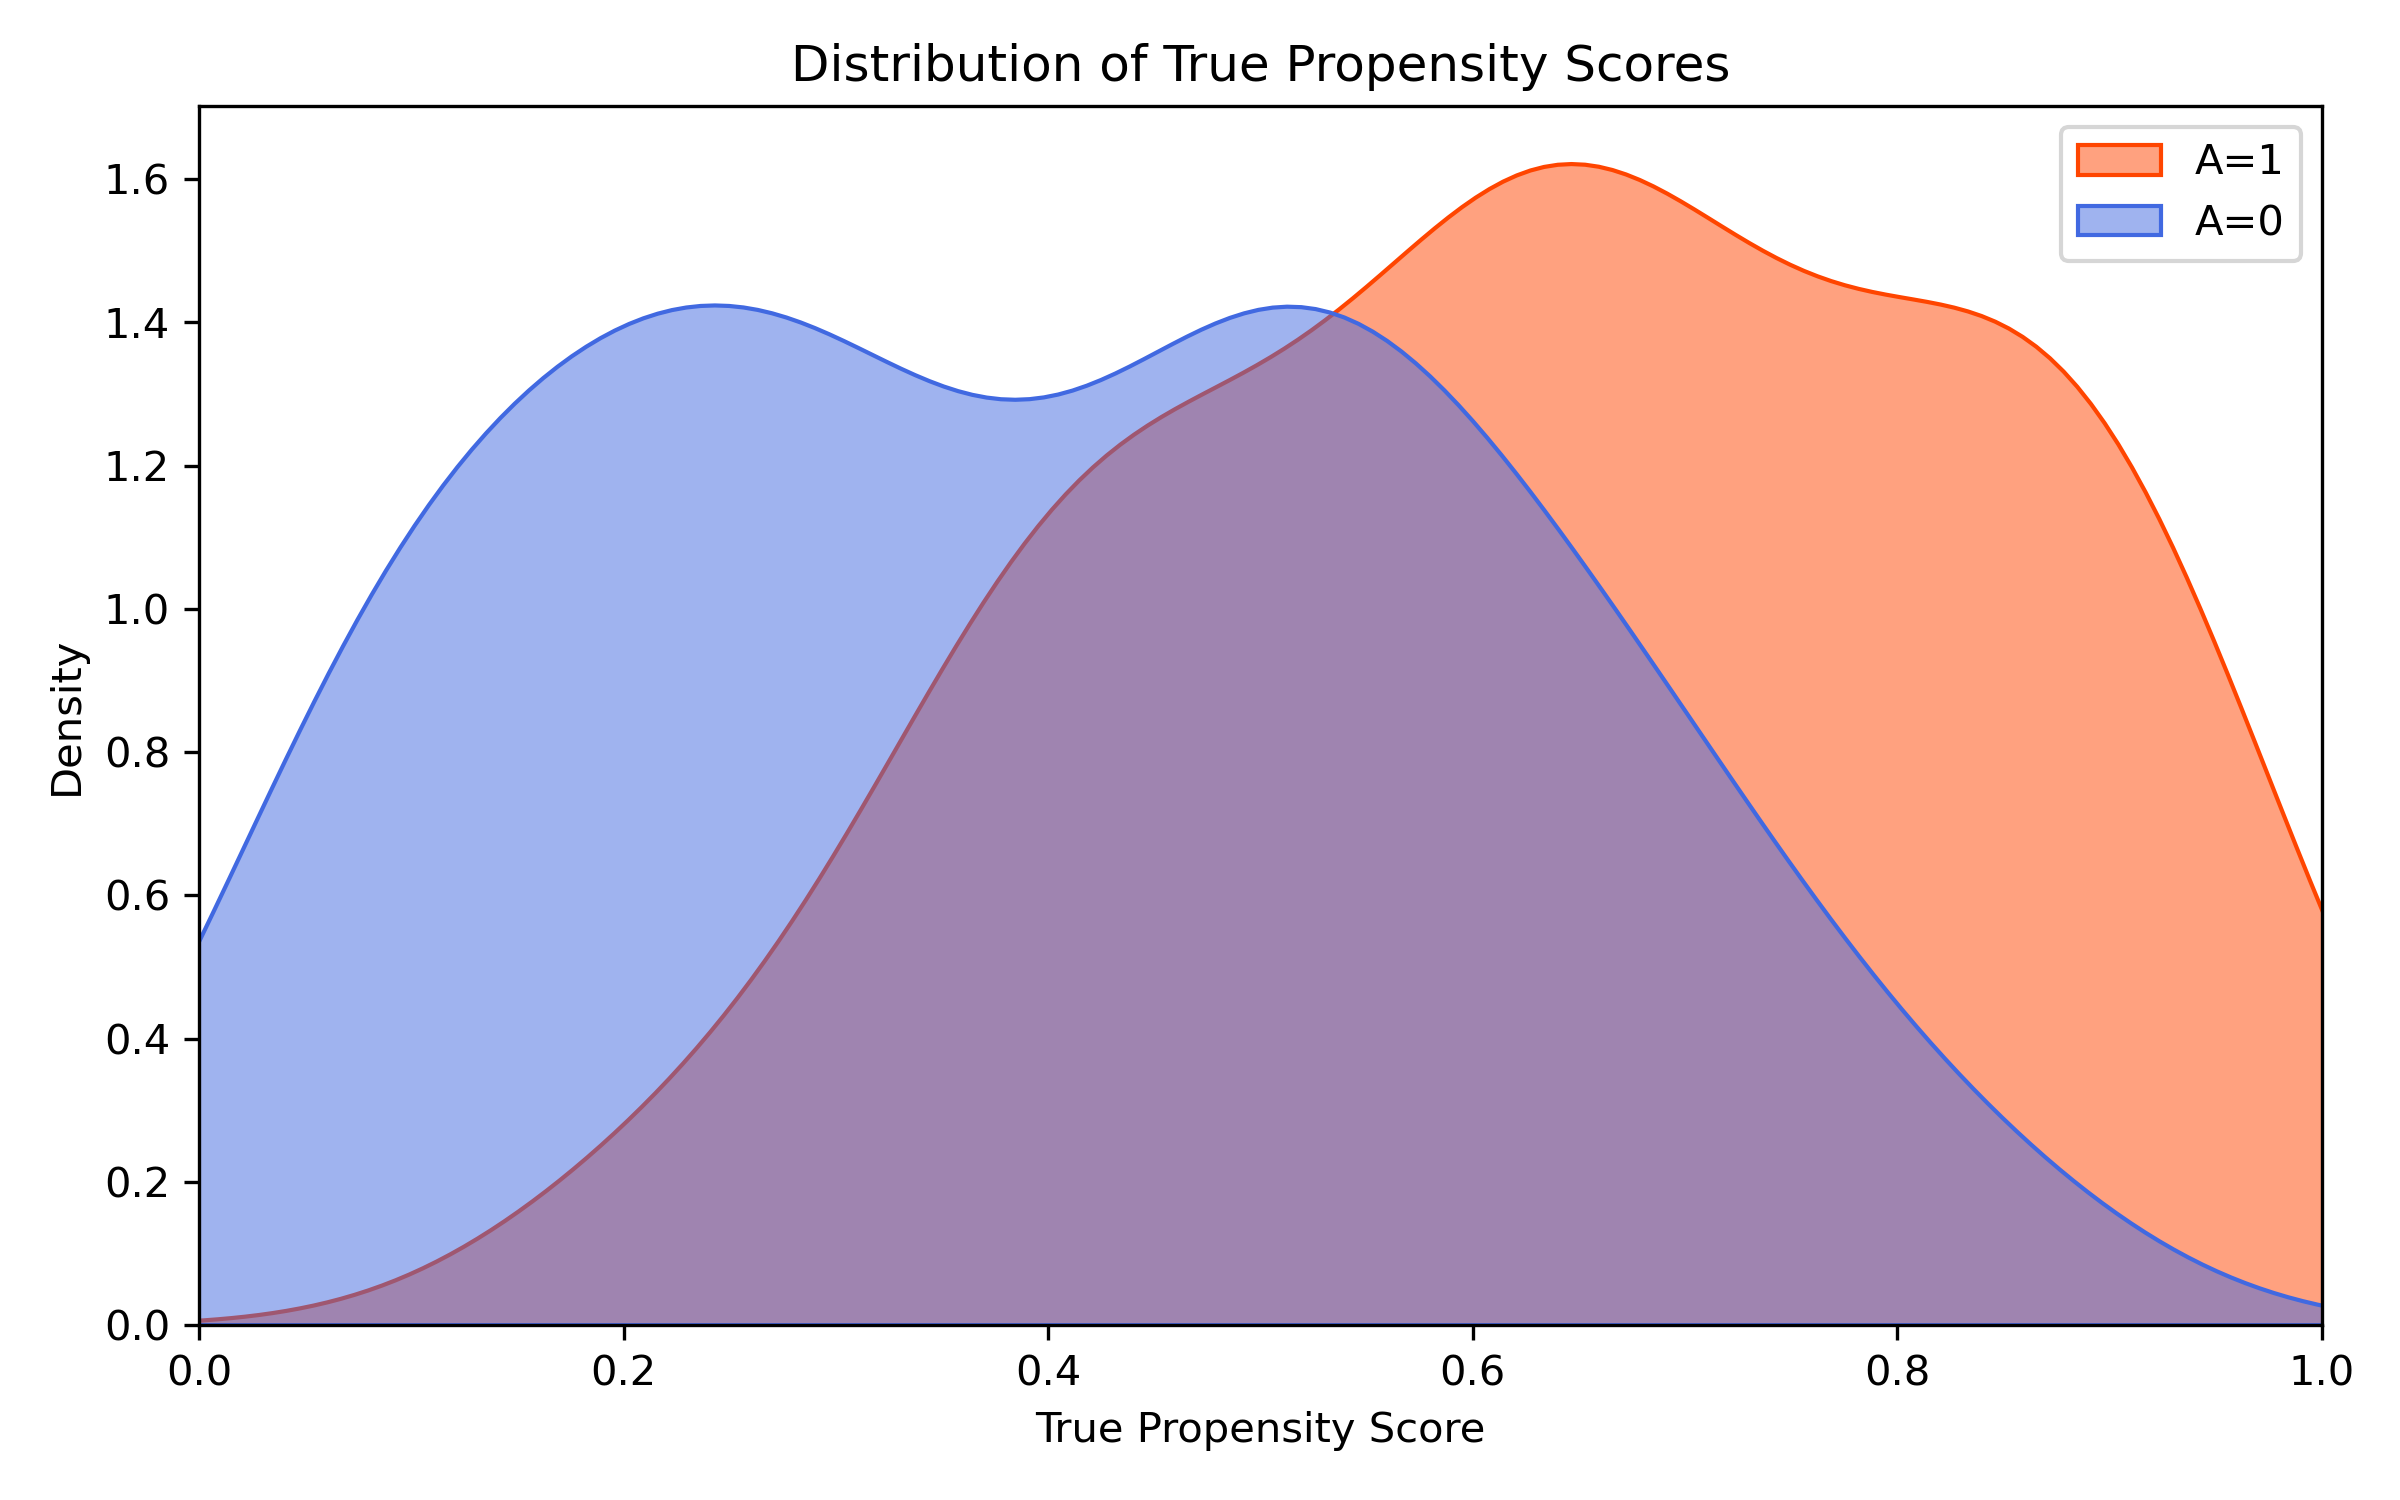 Distribution of True Propensity Scores
A=1
A=0
1.6
1.4
1.2
1.0
0.8
0.6
0.4
0.2
0.0
Density
0.0 0.2 0.4 0.6 0.8 1.0
True Propensity Score